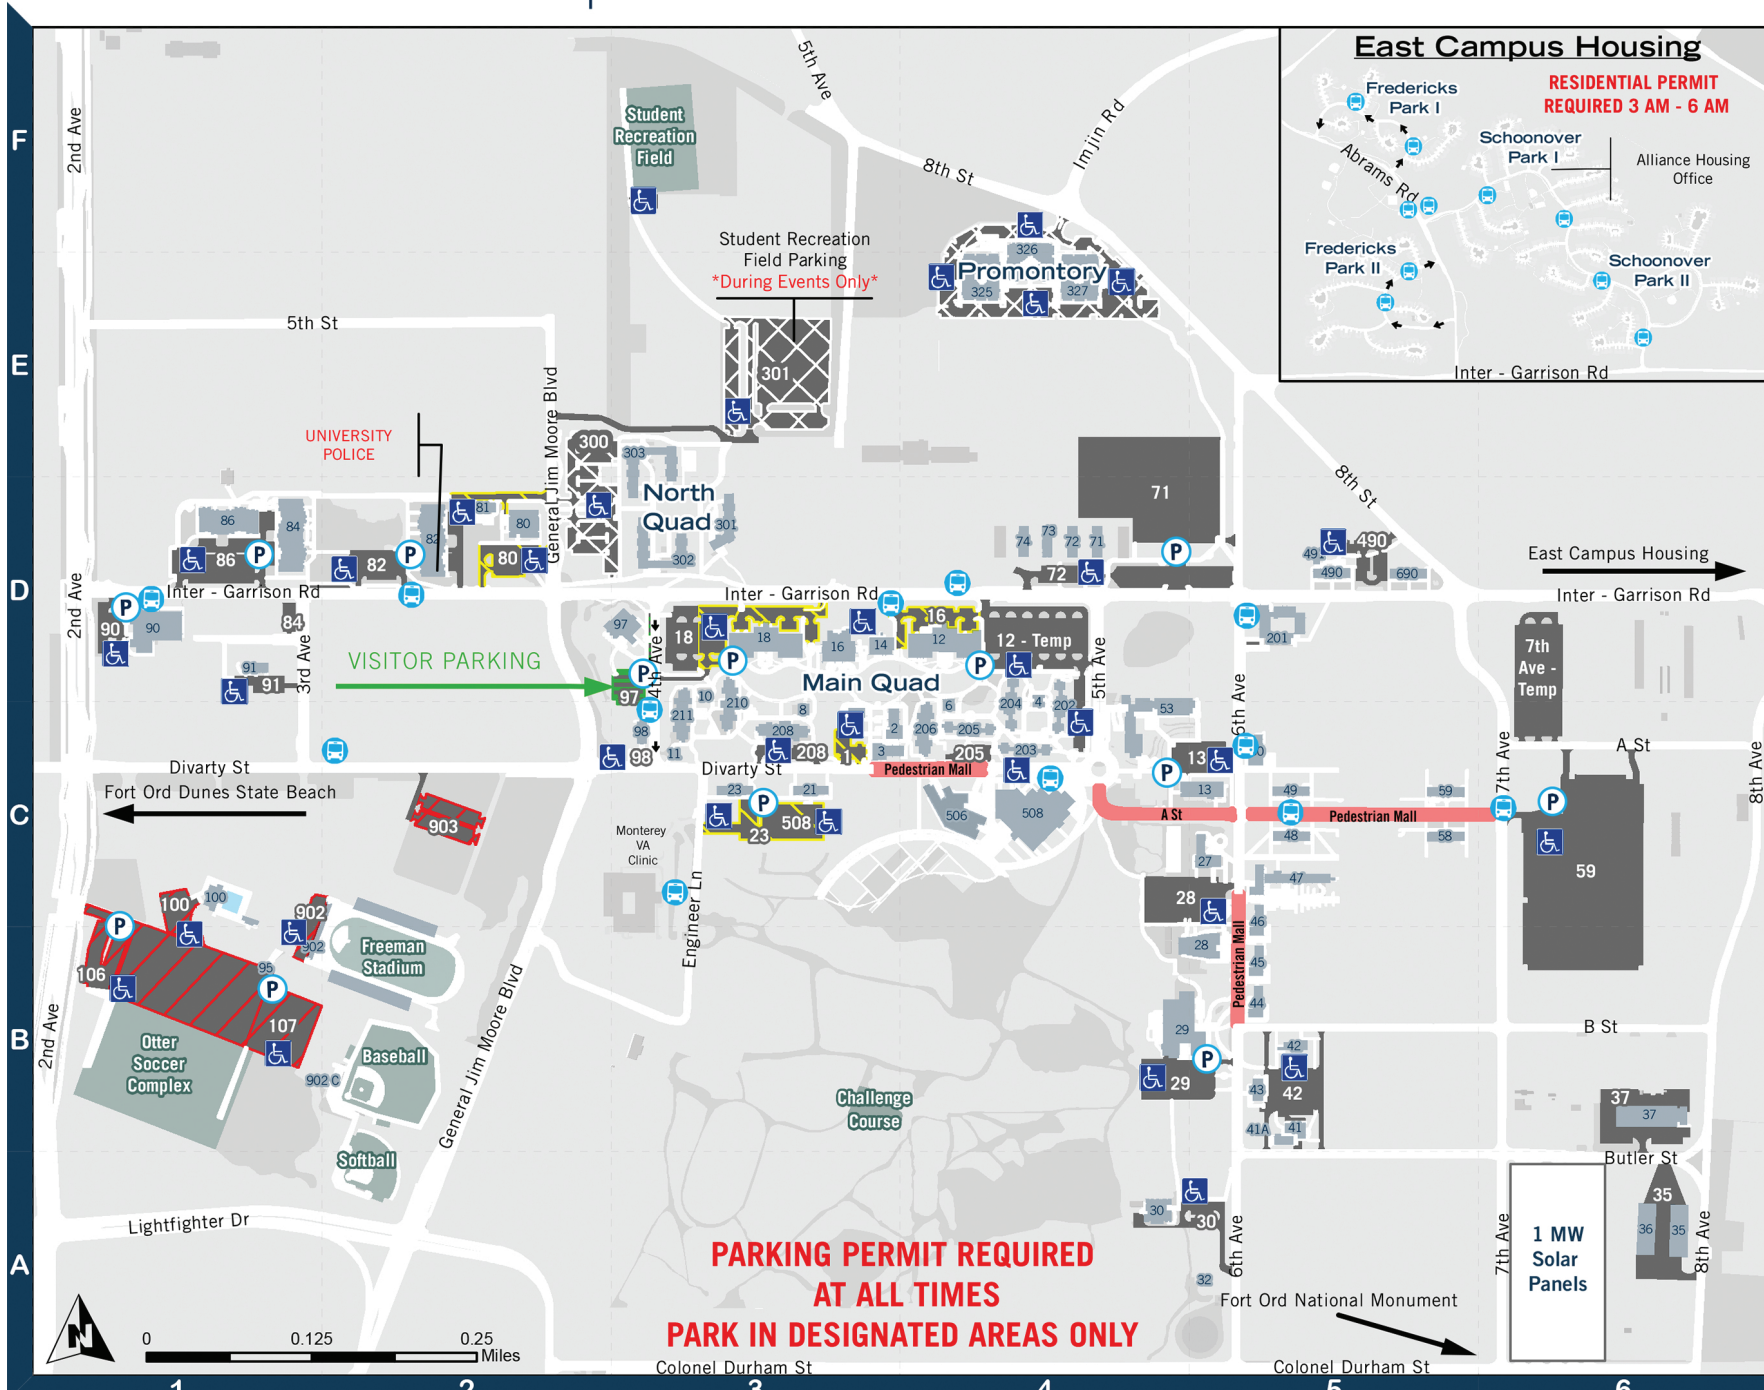 East Campus Housing
RESIDENTIAL PERMIT
REQUIRED 3 AM - 6 AM
Fredericks
Park I
Schoonover
Park I
Alliance Housing
Office
Abrams Rd
Fredericks
Park II
Schoonover
Park II
Inter - Garrison Rd
F
E
D
C
B
A
2nd Ave
5th Ave
Imjin Rd
8th St
Student
Recreation
Field
Student Recreation
Field Parking
*During Events Only*
326
Promontory
325
327
5th St
301
General Jim Moore Blvd
UNIVERSITY
POLICE
300
303
North
Quad
301
302
71
8th St
86
84
82
81
80
86
P
82
P
80
74
73
72
71
P
72
490
490
690
East Campus Housing
Inter - Garrison Rd
Inter - Garrison Rd
Inter - Garrison Rd
2nd Ave
P
90
90
84
3rd Ave
91
91
97
4th Ave
18
18
16
14
16
12
12 - Temp
5th Ave
201
7th
Ave -
Temp
VISITOR PARKING
P
97
P
P
Main Quad
10
210
211
8
208
208
98
98
11
1
2
3
6
206
205
205
204
4
202
203
53
6th Ave
13
P
13
7th Ave
A St
8th Ave
Divarty St
Divarty St
Pedestrian Mall
Fort Ord Dunes State Beach
903
23
P
21
508
23
506
508
A St
49
Pedestrian Mall
59
48
58
P
59
Monterey
VA
Clinic
Engineer Ln
27
47
28
46
28
45
44
Pedestrian Mall
100
100
902
902
P
106
95
P
107
Freeman
Stadium
Otter
Soccer
Complex
Baseball
902 C
Softball
2nd Ave
General Jim Moore Blvd
Challenge
Course
29
P
29
42
43
42
41A
41
B St
37
37
Butler St
35
36
35
8th Ave
7th Ave
1 MW
Solar
Panels
30
30
6th Ave
32
Lightfighter Dr
PARKING PERMIT REQUIRED
AT ALL TIMES
PARK IN DESIGNATED AREAS ONLY
Fort Ord National Monument
N
0
0.125
0.25
Miles
Colonel Durham St
Colonel Durham St
1
2
3
4
5
6